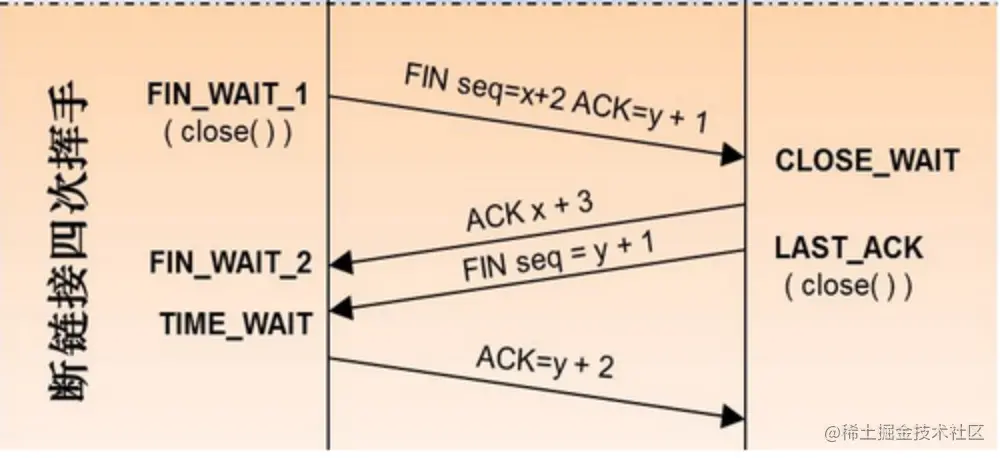 断链接四次挥手
FIN_WAIT_1
( close( ) )
FIN seq=x+2 ACK=y + 1
CLOSE_WAIT
ACK x + 3
FIN_WAIT_2
FIN seq = y + 1
LAST_ACK
( close( ) )
TIME_WAIT
ACK=y + 2
@稀土掘金技术社区